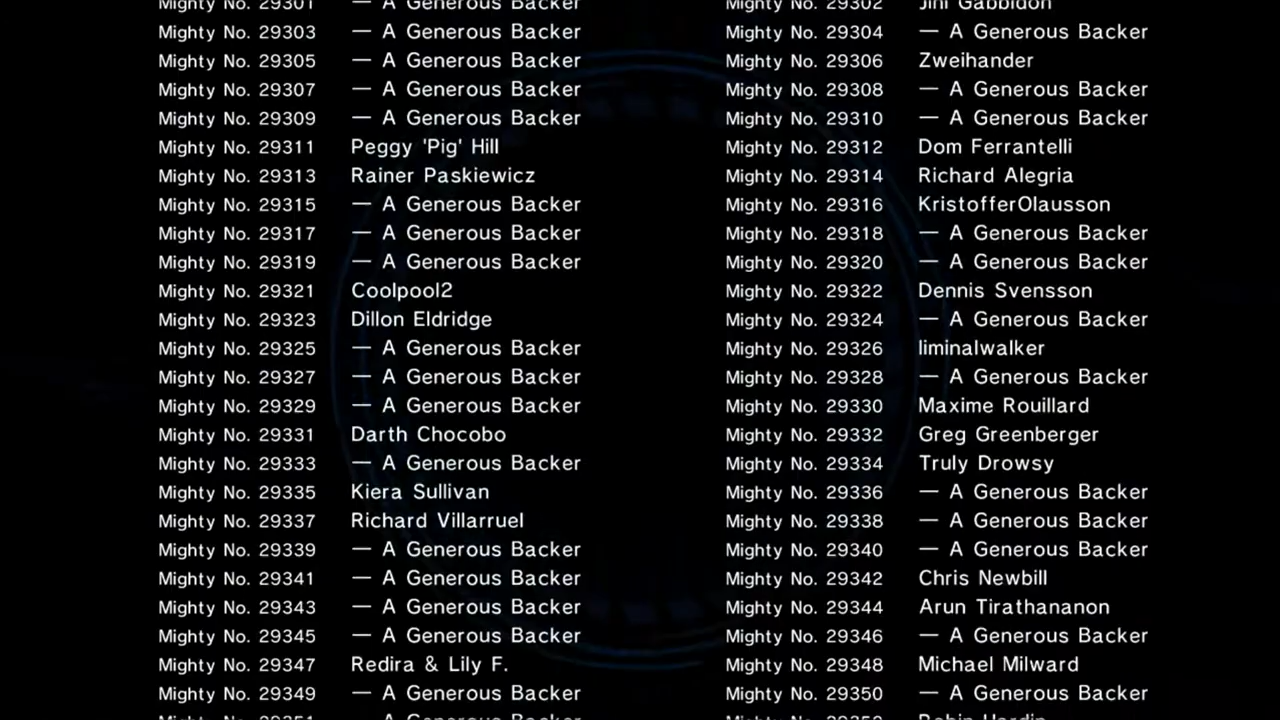 Mighty No. 29301 — A Generous Backer Mighty No. 29302 Jini Gabbidon
Mighty No. 29303 — A Generous Backer Mighty No. 29304 — A Generous Backer
Mighty No. 29305 — A Generous Backer Mighty No. 29306 Zweihander
Mighty No. 29307 — A Generous Backer Mighty No. 29308 — A Generous Backer
Mighty No. 29309 — A Generous Backer Mighty No. 29310 — A Generous Backer
Mighty No. 29311 Peggy 'Pig' Hill Mighty No. 29312 Dom Ferrantelli
Mighty No. 29313 Rainer Paskiewicz Mighty No. 29314 Richard Alegria
Mighty No. 29315 — A Generous Backer Mighty No. 29316 KristofferOlausson
Mighty No. 29317 — A Generous Backer Mighty No. 29318 — A Generous Backer
Mighty No. 29319 — A Generous Backer Mighty No. 29320 — A Generous Backer
Mighty No. 29321 Coolpool2 Mighty No. 29322 Dennis Svensson
Mighty No. 29323 Dillon Eldridge Mighty No. 29324 — A Generous Backer
Mighty No. 29325 — A Generous Backer Mighty No. 29326 liminalwalker
Mighty No. 29327 — A Generous Backer Mighty No. 29328 — A Generous Backer
Mighty No. 29329 — A Generous Backer Mighty No. 29330 Maxime Rouillard
Mighty No. 29331 Darth Chocobo Mighty No. 29332 Greg Greenberger
Mighty No. 29333 — A Generous Backer Mighty No. 29334 Truly Drowsy
Mighty No. 29335 Kiera Sullivan Mighty No. 29336 — A Generous Backer
Mighty No. 29337 Richard Villarruel Mighty No. 29338 — A Generous Backer
Mighty No. 29339 — A Generous Backer Mighty No. 29340 — A Generous Backer
Mighty No. 29341 — A Generous Backer Mighty No. 29342 Chris Newbill
Mighty No. 29343 — A Generous Backer Mighty No. 29344 Arun Tirathananon
Mighty No. 29345 — A Generous Backer Mighty No. 29346 — A Generous Backer
Mighty No. 29347 Redira & Lily F. Mighty No. 29348 Michael Milward
Mighty No. 29349 — A Generous Backer Mighty No. 29350 — A Generous Backer